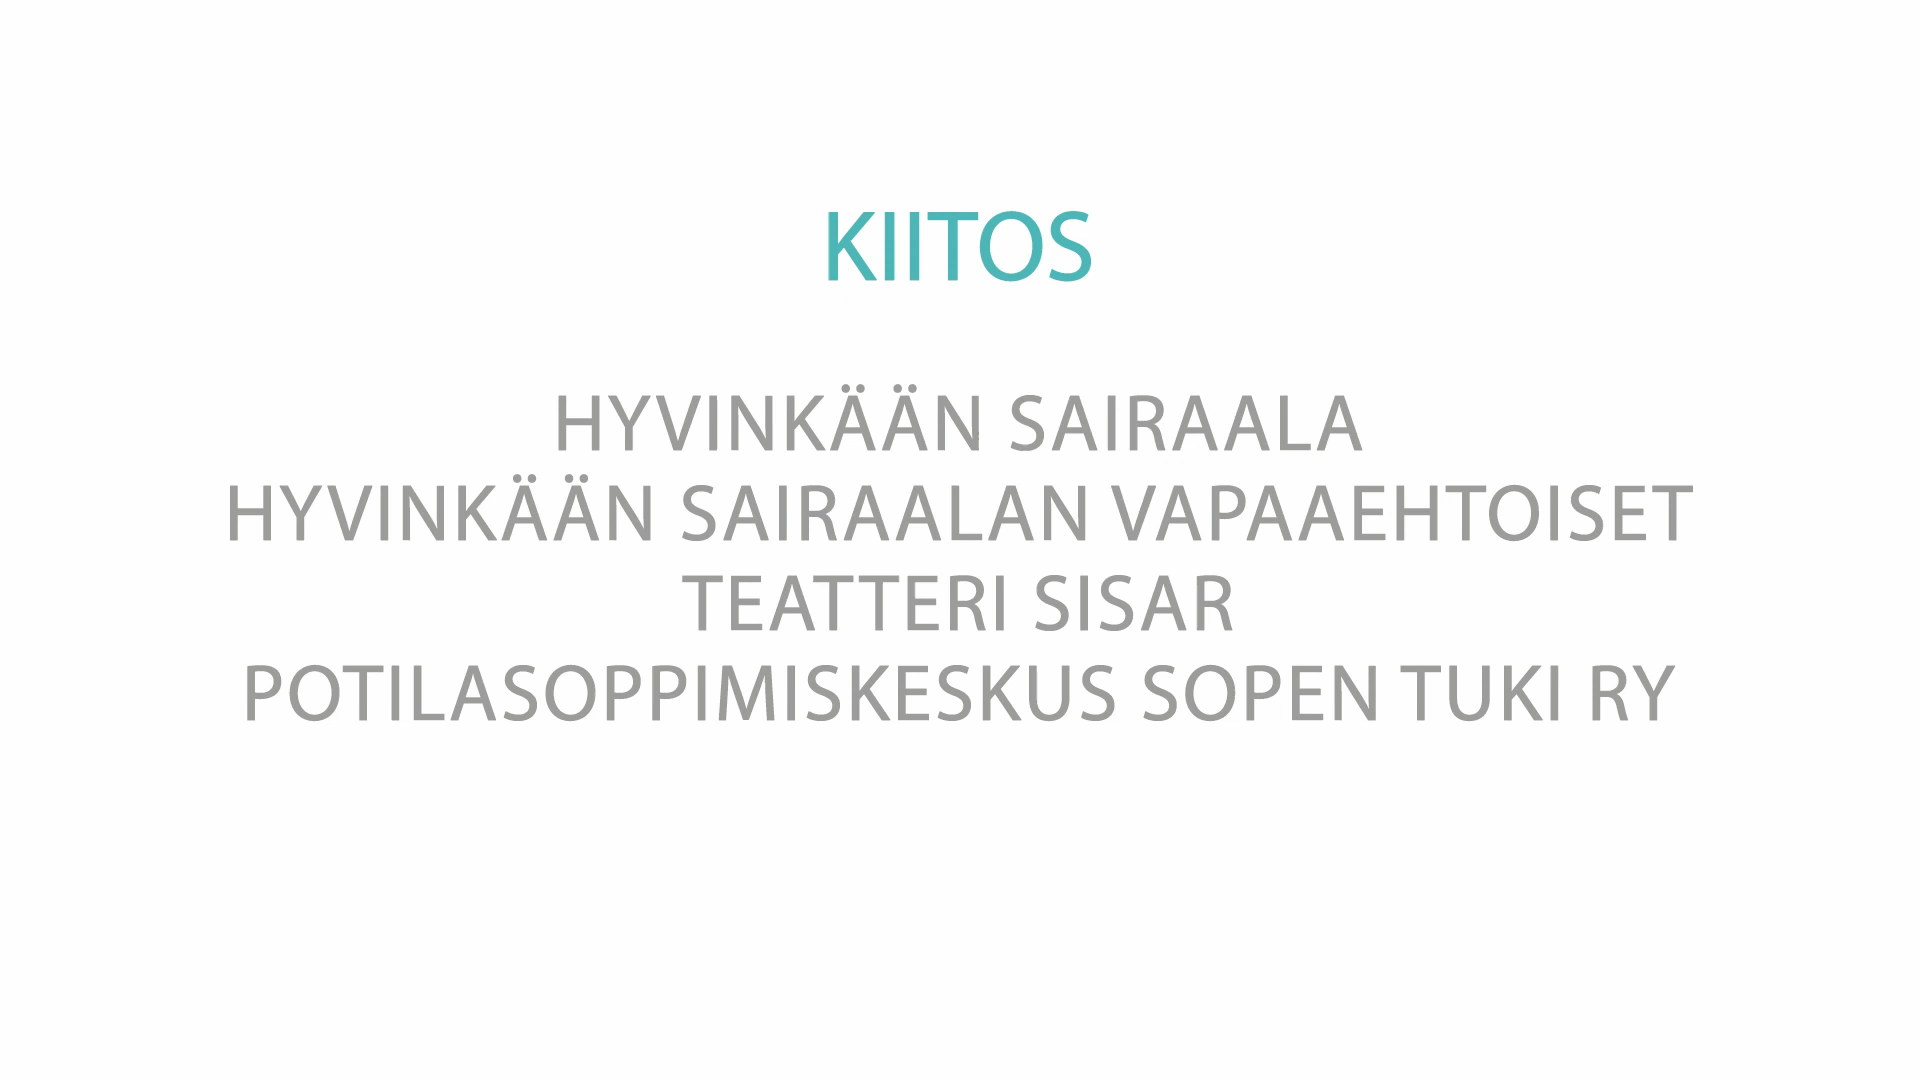 KIITOS
HYVINKÄÄN SAIRAALA
HYVINKÄÄN SAIRAALAN VAPAAEHTOISET
TEATTERI SISAR
POTILASOPPIMISKESKUS SOPEN TUKI RY